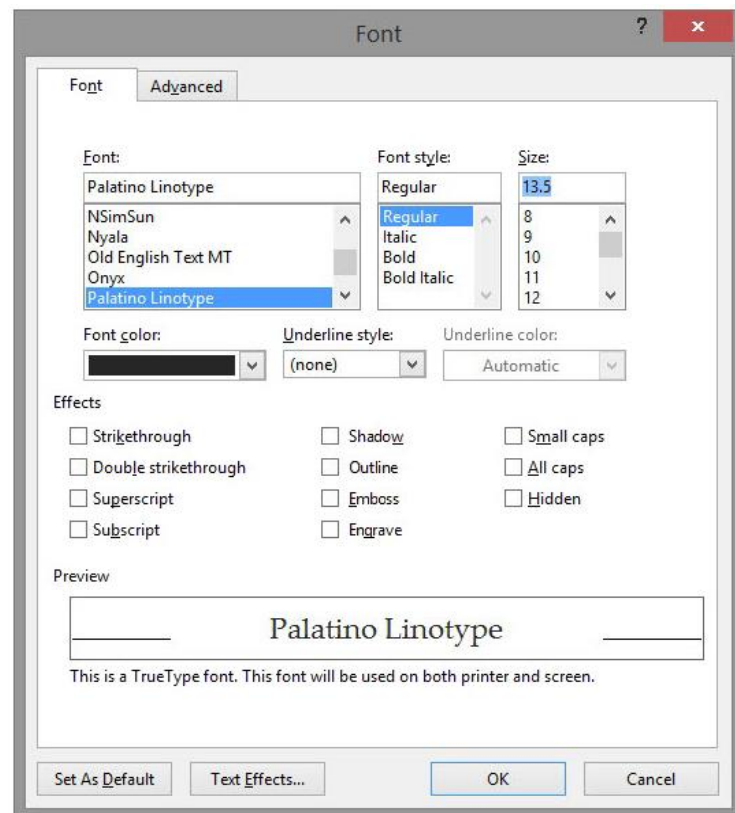 Font ?
Font Advanced
Font: Font style: Size:
Palatino Linotype Regular 13.5
NSimSun Regular 8
Nyala Italic 9
Old English Text MT Bold 10
Onyx Bold Italic 11
Palatino Linotype 12
Font color: Underline style: Underline color:
(none) Automatic
Effects
Strikethrough Shadow Small caps
Double strikethrough Outline All caps
Superscript Emboss Hidden
Subscript Engrave
Preview
Palatino Linotype
This is a TrueType font. This font will be used on both printer and screen.
Set As Default Text Effects... OK Cancel